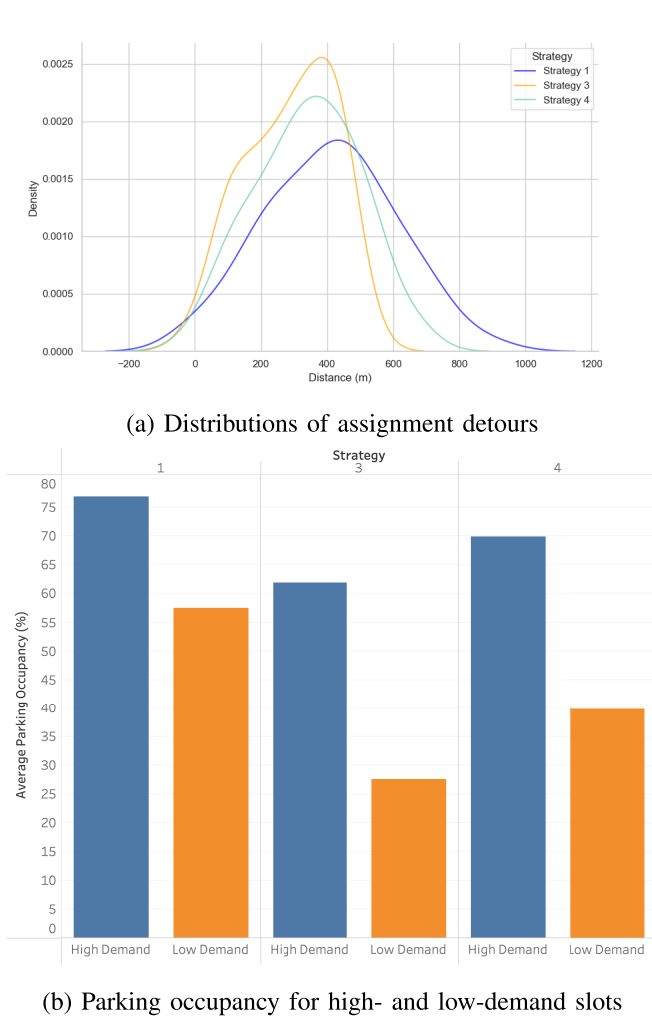 Strategy
Strategy 1
Strategy 3
Strategy 4
0.0025
0.0020
0.0015
0.0010
0.0005
0.0000
Density
−200
0
200
400
600
800
1000
1200
Distance (m)
(a) Distributions of assignment detours
Strategy
1
3
4
80
75
70
65
60
55
50
45
40
35
30
25
20
15
10
5
0
Average Parking Occupancy (%)
High Demand
Low Demand
High Demand
Low Demand
High Demand
Low Demand
(b) Parking occupancy for high- and low-demand slots